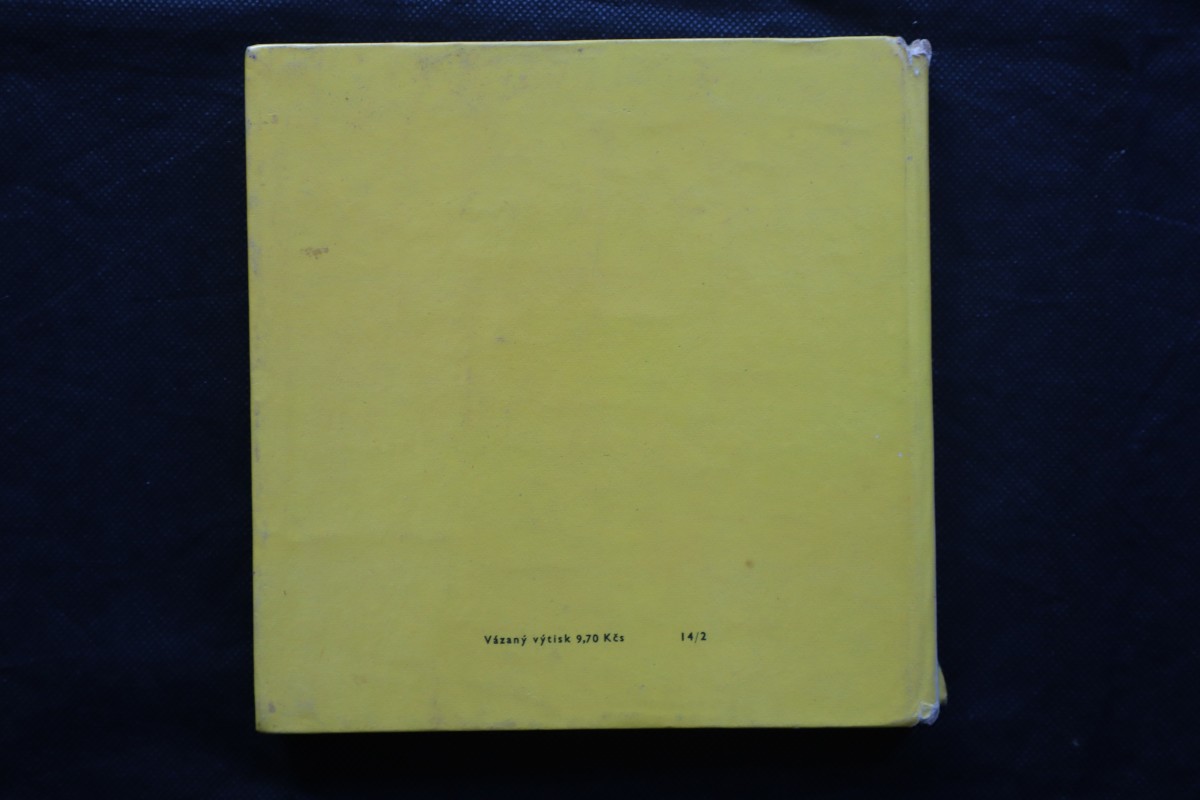 Vázaný výtisk 9,70 Kčs 14/2